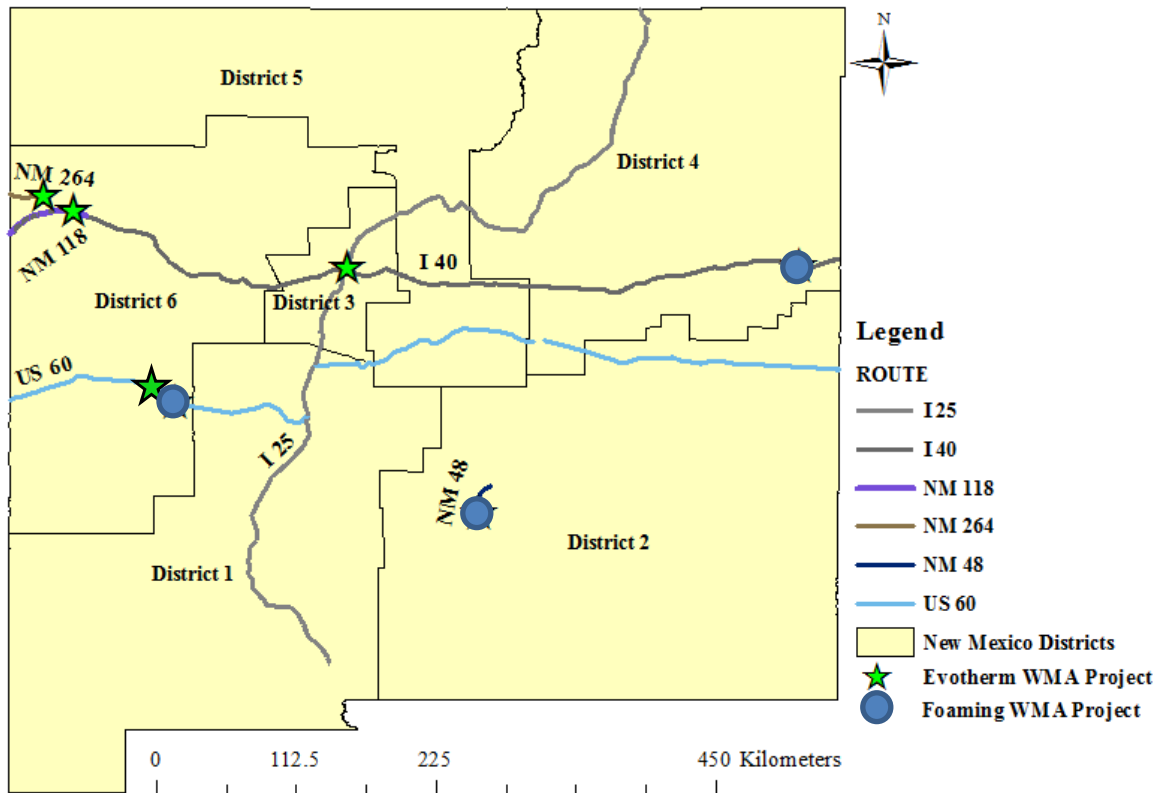 N
District 5
District 4
NM 264
NM 118
I 40
District 6
District 3
US 60
I 25
NM 48
District 2
District 1
Legend
ROUTE
I 25
I 40
NM 118
NM 264
NM 48
US 60
New Mexico Districts
Evotherm WMA Project
Foaming WMA Project
0 112.5 225 450 Kilometers